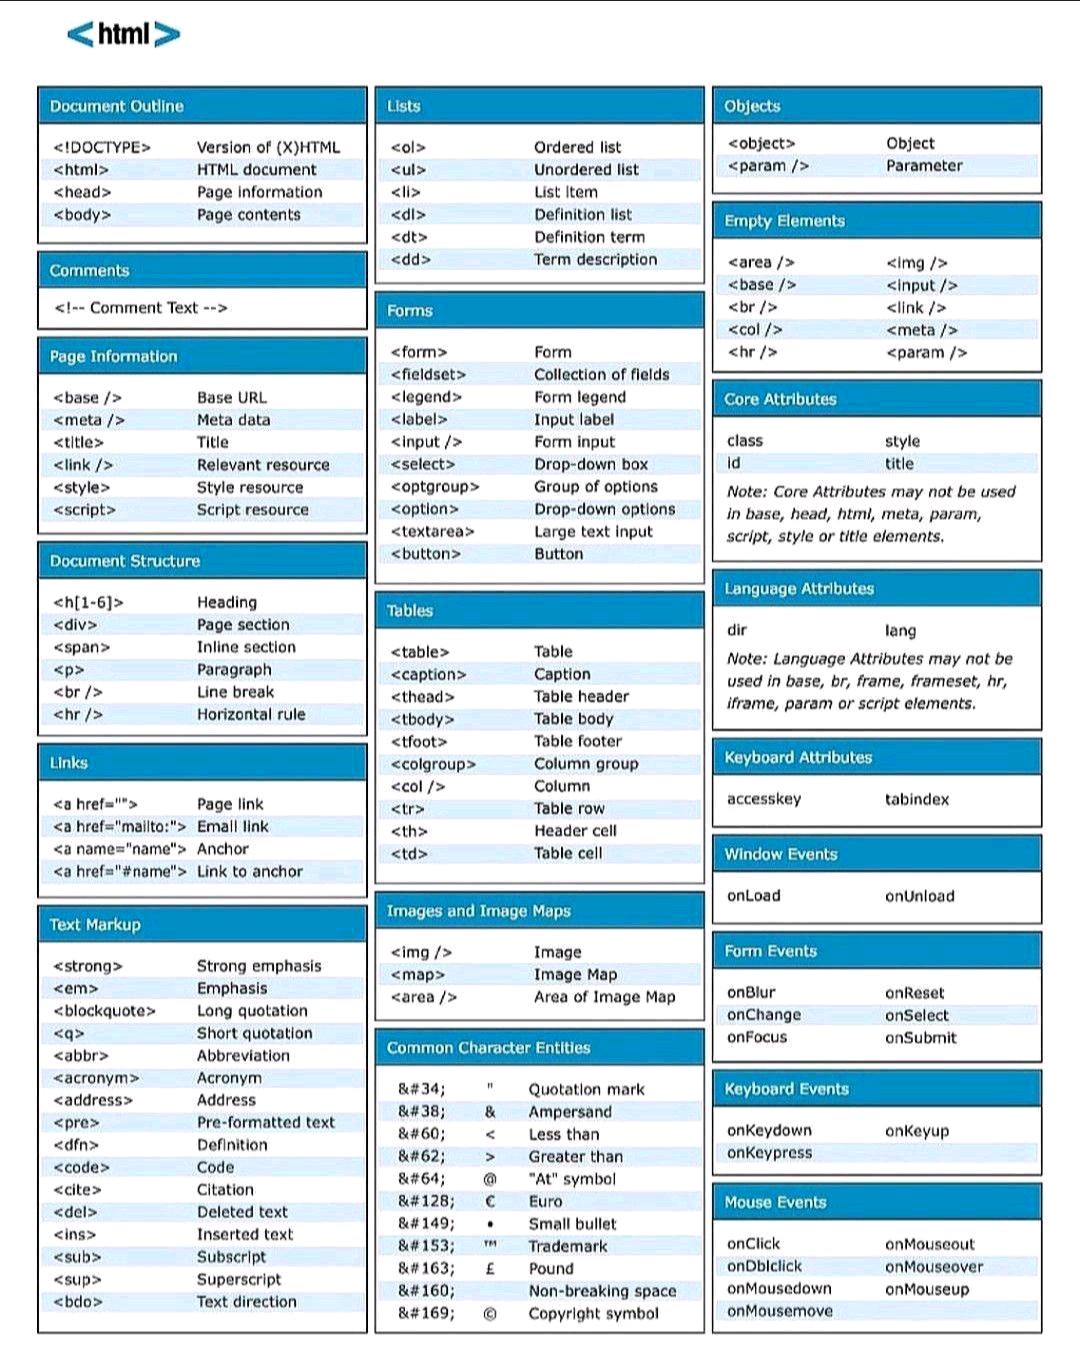 <html>
Document Outline
<!DOCTYPE> Version of (X)HTML
<html> HTML document
<head> Page information
<body> Page contents
Comments
<!-- Comment Text -->
Page Information
<base /> Base URL
<meta /> Meta data
<title> Title
<link /> Relevant resource
<style> Style resource
<script> Script resource
Document Structure
<h[1-6]> Heading
<div> Page section
<span> Inline section
<p> Paragraph
<br /> Line break
<hr /> Horizontal rule
Links
<a href=""> Page link
<a href="mailto:"> Email link
<a name="name"> Anchor
<a href="#name"> Link to anchor
Text Markup
<strong> Strong emphasis
<em> Emphasis
<blockquote> Long quotation
<q> Short quotation
<abbr> Abbreviation
<acronym> Acronym
<address> Address
<pre> Pre-formatted text
<dfn> Definition
<code> Code
<cite> Citation
<del> Deleted text
<ins> Inserted text
<sub> Subscript
<sup> Superscript
<bdo> Text direction
Lists
<ol> Ordered list
<ul> Unordered list
<li> List Item
<dl> Definition list
<dt> Definition term
<dd> Term description
Forms
<form> Form
<fieldset> Collection of fields
<legend> Form legend
<label> Input label
<input /> Form input
<select> Drop-down box
<optgroup> Group of options
<option> Drop-down options
<textarea> Large text input
<button> Button
Tables
<table> Table
<caption> Caption
<thead> Table header
<tbody> Table body
<tfoot> Table footer
<colgroup> Column group
<col /> Column
<tr> Table row
<th> Header cell
<td> Table cell
Images and Image Maps
<img /> Image
<map> Image Map
<area /> Area of Image Map
Common Character Entities
&#34; " Quotation mark
&#38; & Ampersand
&#60; < Less than
&#62; > Greater than
&#64; @ "At" symbol
&#128; € Euro
&#149; • Small bullet
&#153; ™ Trademark
&#163; £ Pound
&#160; Non-breaking space
&#169; © Copyright symbol
Objects
<object> Object
<param /> Parameter
Empty Elements
<area /> <img />
<base /> <input />
<br /> <link />
<col /> <meta />
<hr /> <param />
Core Attributes
class style
id title
Note: Core Attributes may not be used
in base, head, html, meta, param,
script, style or title elements.
Language Attributes
dir lang
Note: Language Attributes may not be
used in base, br, frame, frameset, hr,
iframe, param or script elements.
Keyboard Attributes
accesskey tabindex
Window Events
onLoad onUnload
Form Events
onBlur onReset
onChange onSelect
onFocus onSubmit
Keyboard Events
onKeydown onKeyup
onKeypress
Mouse Events
onClick onMouseout
onDblclick onMouseover
onMousedown onMouseup
onMousemove